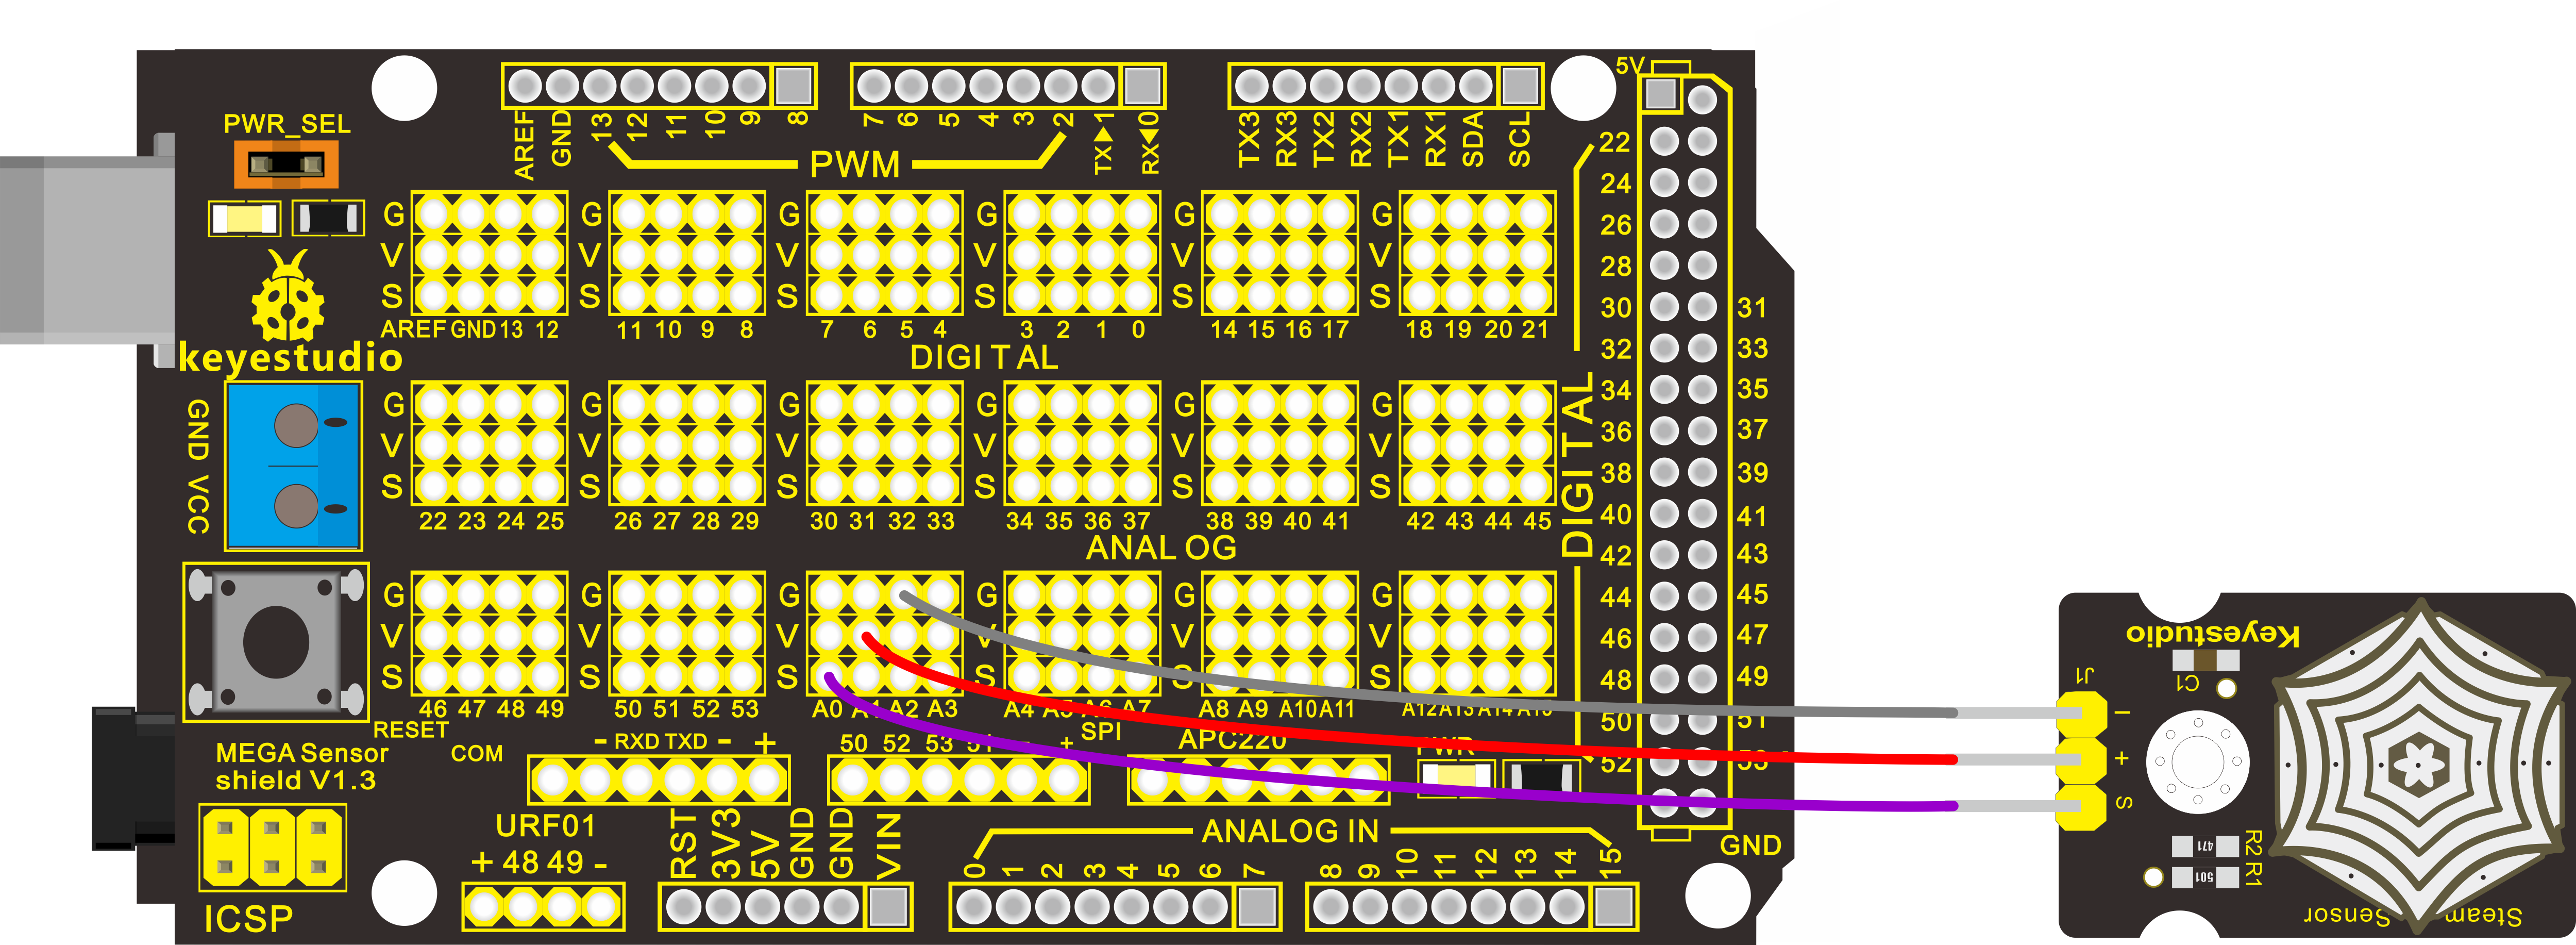 5V
PWR_SEL
AREF GND 13 12 11 10 9 8
7 6 5 4 3 2 TX▶1 RX◀0
TX3 RX3 TX2 RX2 TX1 RX1 SDA SCL
PWM
G G G G G G
V V V V V V
S S S S S S
AREF GND 13 12 11 10 9 8 7 6 5 4 3 2 1 0 14 15 16 17 18 19 20 21
keyestudio
DIGITAL
GND VCC
G G G G G G
V V V V V V
S S S S S S
22 23 24 25 26 27 28 29 30 31 32 33 34 35 36 37 38 39 40 41 42 43 44 45
ANALOG
DIGITAL
22
24
26
28
30 31
32 33
34 35
36 37
38 39
40 41
42 43
44 45
46 47
48 49
50 51
52 53
GND
G G G G G G
V V V V V V
S S S S S S
46 47 48 49 50 51 52 53 A0 A1 A2 A3 A4 A5 A6 A7 A8 A9 A10 A11 A12 A13 A14 A15
RESET
COM
- RXD TXD - +
50 52 53 51 - +
SPI
APC220
PWR
MEGA Sensor
shield V1.3
ICSP
URF01
+ 48 49 -
RST 3V3 5V GND GND VIN
ANALOG IN
0 1 2 3 4 5 6 7 8 9 10 11 12 13 14 15
Keyestudio
C1
J1
-
+
S
R2 R1
471
501
Steam Sensor